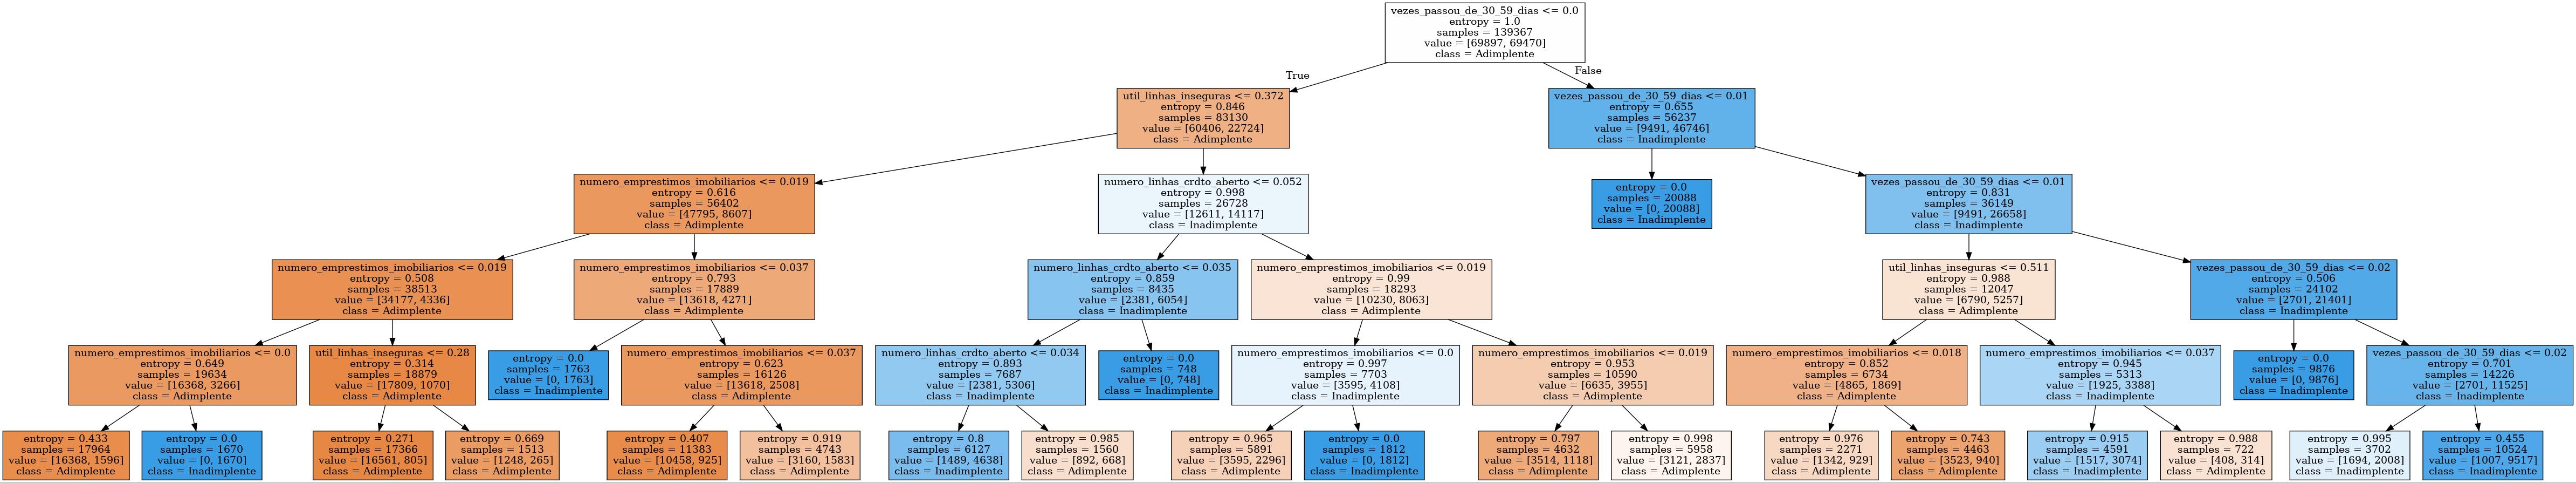 vezes_passou_de_30_59_dias <= 0.0
entropy = 1.0
samples = 139367
value = [69897, 69470]
class = Adimplente
True
False
util_linhas_inseguras <= 0.372
entropy = 0.846
samples = 83130
value = [60406, 22724]
class = Adimplente
vezes_passou_de_30_59_dias <= 0.01
entropy = 0.655
samples = 56237
value = [9491, 46746]
class = Inadimplente
numero_emprestimos_imobiliarios <= 0.019
entropy = 0.616
samples = 56402
value = [47795, 8607]
class = Adimplente
numero_linhas_crdto_aberto <= 0.052
entropy = 0.998
samples = 26728
value = [12611, 14117]
class = Inadimplente
entropy = 0.0
samples = 20088
value = [0, 20088]
class = Inadimplente
vezes_passou_de_30_59_dias <= 0.01
entropy = 0.831
samples = 36149
value = [9491, 26658]
class = Inadimplente
numero_emprestimos_imobiliarios <= 0.019
entropy = 0.508
samples = 38513
value = [34177, 4336]
class = Adimplente
numero_emprestimos_imobiliarios <= 0.037
entropy = 0.793
samples = 17889
value = [13618, 4271]
class = Adimplente
numero_linhas_crdto_aberto <= 0.035
entropy = 0.859
samples = 8435
value = [2381, 6054]
class = Inadimplente
numero_emprestimos_imobiliarios <= 0.019
entropy = 0.99
samples = 18293
value = [10230, 8063]
class = Adimplente
util_linhas_inseguras <= 0.511
entropy = 0.988
samples = 12047
value = [6790, 5257]
class = Adimplente
vezes_passou_de_30_59_dias <= 0.02
entropy = 0.506
samples = 24102
value = [2701, 21401]
class = Inadimplente
numero_emprestimos_imobiliarios <= 0.0
entropy = 0.649
samples = 19634
value = [16368, 3266]
class = Adimplente
util_linhas_inseguras <= 0.28
entropy = 0.314
samples = 18879
value = [17809, 1070]
class = Adimplente
entropy = 0.0
samples = 1763
value = [0, 1763]
class = Inadimplente
numero_emprestimos_imobiliarios <= 0.037
entropy = 0.623
samples = 16126
value = [13618, 2508]
class = Adimplente
numero_linhas_crdto_aberto <= 0.034
entropy = 0.893
samples = 7687
value = [2381, 5306]
class = Inadimplente
entropy = 0.0
samples = 748
value = [0, 748]
class = Inadimplente
numero_emprestimos_imobiliarios <= 0.0
entropy = 0.997
samples = 7703
value = [3595, 4108]
class = Inadimplente
numero_emprestimos_imobiliarios <= 0.019
entropy = 0.953
samples = 10590
value = [6635, 3955]
class = Adimplente
numero_emprestimos_imobiliarios <= 0.018
entropy = 0.852
samples = 6734
value = [4865, 1869]
class = Adimplente
numero_emprestimos_imobiliarios <= 0.037
entropy = 0.945
samples = 5313
value = [1925, 3388]
class = Inadimplente
entropy = 0.0
samples = 9876
value = [0, 9876]
class = Inadimplente
vezes_passou_de_30_59_dias <= 0.02
entropy = 0.701
samples = 14226
value = [2701, 11525]
class = Inadimplente
entropy = 0.433
samples = 17964
value = [16368, 1596]
class = Adimplente
entropy = 0.0
samples = 1670
value = [0, 1670]
class = Inadimplente
entropy = 0.271
samples = 17366
value = [16561, 805]
class = Adimplente
entropy = 0.669
samples = 1513
value = [1248, 265]
class = Adimplente
entropy = 0.407
samples = 11383
value = [10458, 925]
class = Adimplente
entropy = 0.919
samples = 4743
value = [3160, 1583]
class = Adimplente
entropy = 0.8
samples = 6127
value = [1489, 4638]
class = Inadimplente
entropy = 0.985
samples = 1560
value = [892, 668]
class = Adimplente
entropy = 0.965
samples = 5891
value = [3595, 2296]
class = Adimplente
entropy = 0.0
samples = 1812
value = [0, 1812]
class = Inadimplente
entropy = 0.797
samples = 4632
value = [3514, 1118]
class = Adimplente
entropy = 0.998
samples = 5958
value = [3121, 2837]
class = Adimplente
entropy = 0.976
samples = 2271
value = [1342, 929]
class = Adimplente
entropy = 0.743
samples = 4463
value = [3523, 940]
class = Adimplente
entropy = 0.915
samples = 4591
value = [1517, 3074]
class = Inadimplente
entropy = 0.988
samples = 722
value = [408, 314]
class = Adimplente
entropy = 0.995
samples = 3702
value = [1694, 2008]
class = Inadimplente
entropy = 0.455
samples = 10524
value = [1007, 9517]
class = Inadimplente